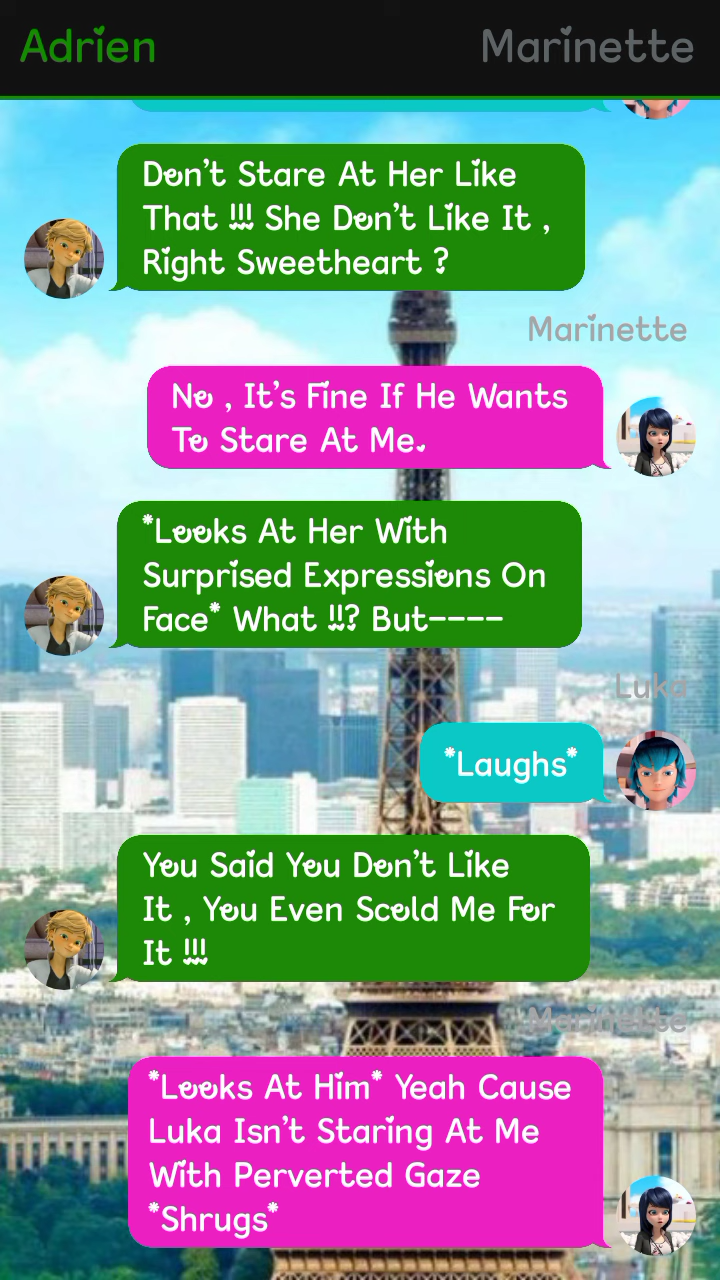 Adrien Marinette
Don't Stare At Her Like
That !!! She Don't Like It ,
Right Sweetheart ?
Marinette
No , It's Fine If He Wants
To Stare At Me.
*Looks At Her With
Surprised Expressions On
Face* What !!? But----
Luka
*Laughs*
You Said You Don't Like
It , You Even Scold Me For
It !!!
Marinette
*Looks At Him* Yeah Cause
Luka Isn't Staring At Me
With Perverted Gaze
*Shrugs*